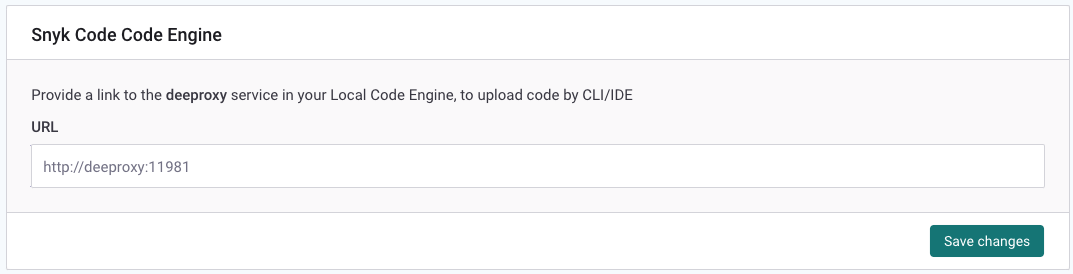 Snyk Code Code Engine
Provide a link to the deeproxy service in your Local Code Engine, to upload code by CLI/IDE
URL
http://deeproxy:11981
Save changes